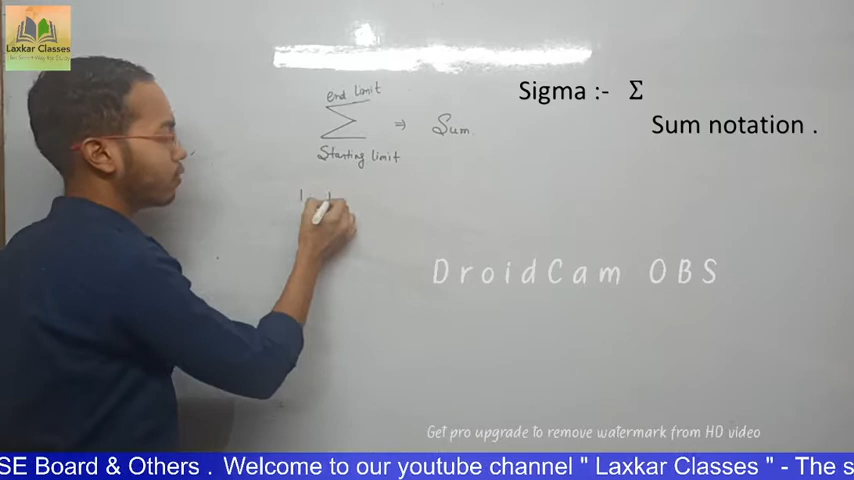 Laxkar Classes
end limit
Σ ⇒ Sum.
Starting limit
1 +
Sigma :- Σ
Sum notation .
DroidCam OBS
Get pro upgrade to remove watermark from HD video
SE Board & Others . Welcome to our youtube channel " Laxkar Classes " - The s